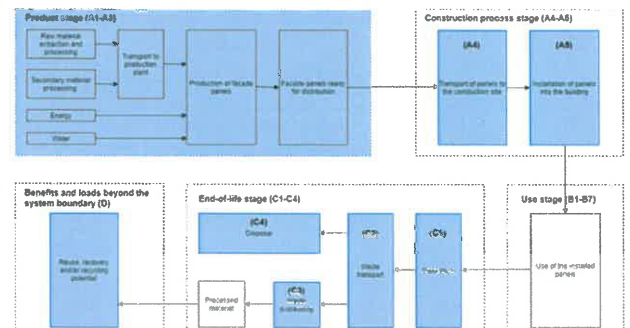 Product stage (A1-A3)
Raw material
extraction and
processing
Secondary material
processing
Energy
Water
Transport to
production
plant
Production of facade
panels
Facade panels ready
for distribution
Construction process stage (A4-A5)
(A4)
Transport of panels to
the construction site
(A5)
Installation of panels
into the building
Benefits and loads beyond the
system boundary (D)
Reuse, recovery
and/or recycling
potential
End-of-life stage (C1-C4)
(C4)
Disposal
(C2)
Waste
transport
(C1)
(C3)
Processed
material
Use stage (B1-B7)
Use of the installed
panels